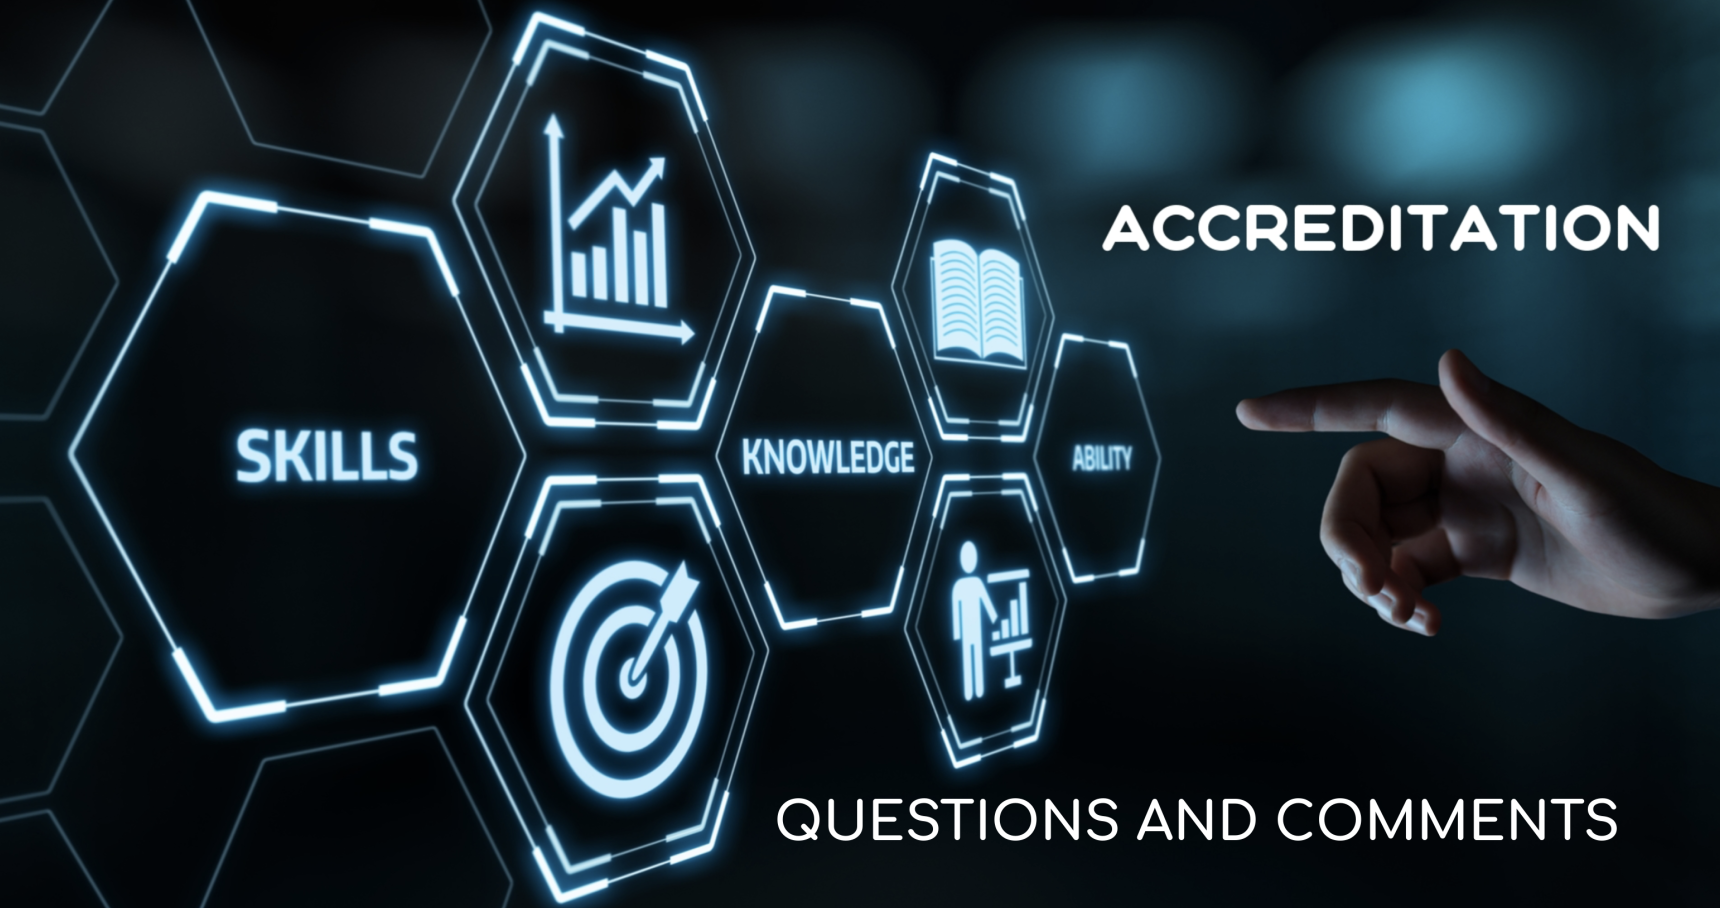 ACCREDITATION
SKILLS
KNOWLEDGE
ABILITY
QUESTIONS AND COMMENTS